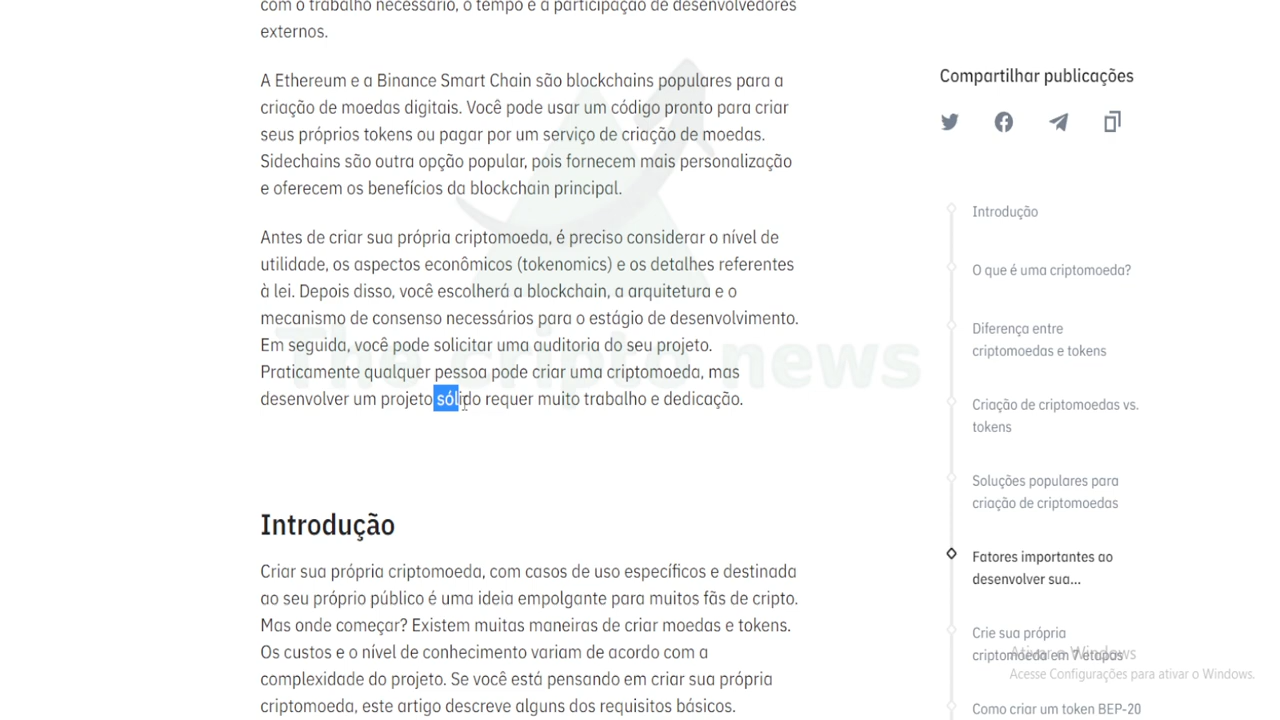 com o trabalho necessário, o tempo e a participação de desenvolvedores
externos.
A Ethereum e a Binance Smart Chain são blockchains populares para a
criação de moedas digitais. Você pode usar um código pronto para criar
seus próprios tokens ou pagar por um serviço de criação de moedas.
Sidechains são outra opção popular, pois fornecem mais personalização
e oferecem os benefícios da blockchain principal.
Antes de criar sua própria criptomoeda, é preciso considerar o nível de
utilidade, os aspectos econômicos (tokenomics) e os detalhes referentes
à lei. Depois disso, você escolherá a blockchain, a arquitetura e o
mecanismo de consenso necessários para o estágio de desenvolvimento.
Em seguida, você pode solicitar uma auditoria do seu projeto.
Praticamente qualquer pessoa pode criar uma criptomoeda, mas
desenvolver um projeto sólido requer muito trabalho e dedicação.
The cripto news
Introdução
Criar sua própria criptomoeda, com casos de uso específicos e destinada
ao seu próprio público é uma ideia empolgante para muitos fãs de cripto.
Mas onde começar? Existem muitas maneiras de criar moedas e tokens.
Os custos e o nível de conhecimento variam de acordo com a
complexidade do projeto. Se você está pensando em criar sua própria
criptomoeda, este artigo descreve alguns dos requisitos básicos.
Compartilhar publicações
Introdução
O que é uma criptomoeda?
Diferença entre
criptomoedas e tokens
Criação de criptomoedas vs.
tokens
Soluções populares para
criação de criptomoedas
Fatores importantes ao
desenvolver sua...
Crie sua própria
criptomoeda em 7 etapas
Como criar um token BEP-20
Ativar o Windows
Acesse Configurações para ativar o Windows.